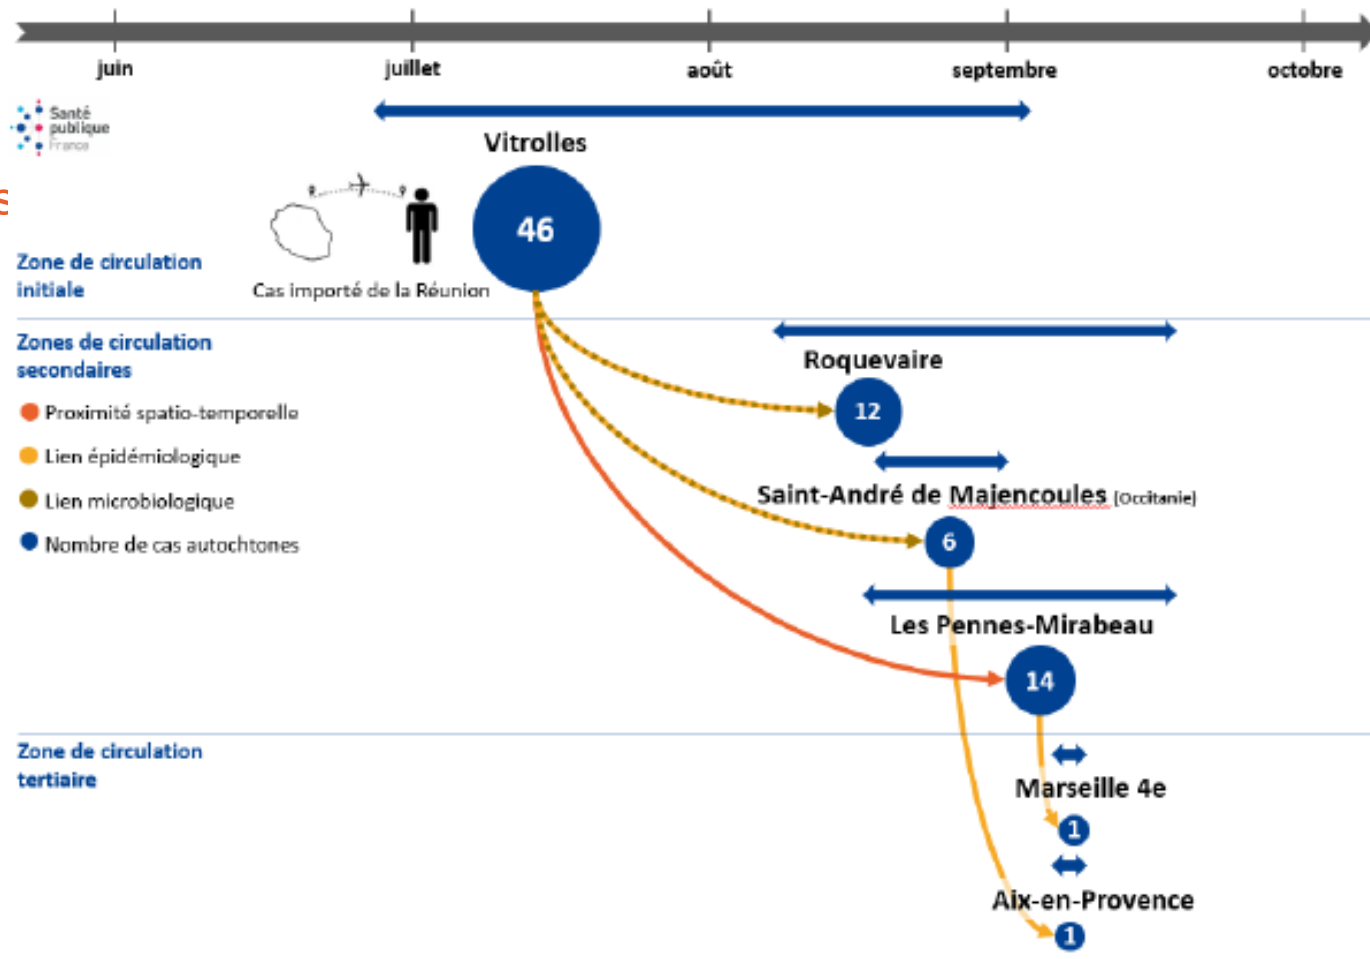 juin juillet août septembre octobre
Santé
publique
France
Vitrolles
46
s
Zone de circulation
initiale
Cas importé de la Réunion
Zones de circulation
secondaires
Roquevaire
12
Proximité spatio-temporelle
Lien épidémiologique
Lien microbiologique
Nombre de cas autochtones
Saint-André de Majencoules (Occitanie)
6
Les Pennes-Mirabeau
14
Zone de circulation
tertiaire
Marseille 4e
1
Aix-en-Provence
1